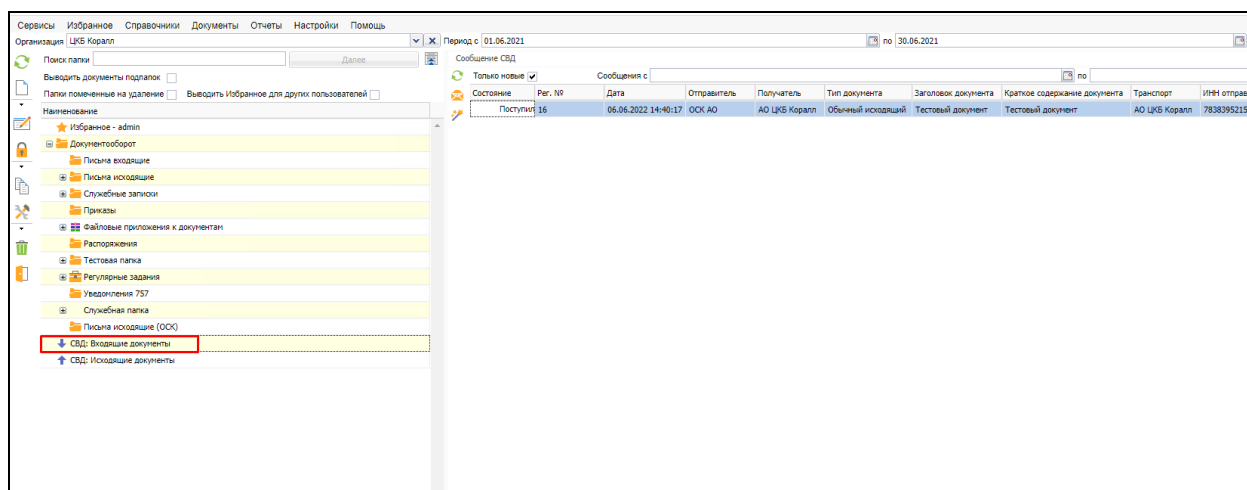 Сервисы Избранное Справочники Документы Отчеты Настройки Помощь
Организация ЦКБ Коралл Период с 01.06.2021 по 30.06.2021
Поиск папки Далее Сообщение СВД
Выводить документы подпапок Только новые Сообщения с по
Папки помеченные на удаление Выводить Избранное для других пользователей Состояние Рег. № Дата Отправитель Получатель Тип документа Заголовок документа Краткое содержание документа Транспорт ИНН отправ
Наименование Поступил 16 06.06.2022 14:40:17 ОСК АО АО ЦКБ Коралл Обычный исходящий Тестовый документ Тестовый документ АО ЦКБ Коралл 7838395215
Избранное - admin
Документооборот
Письма входящие
Письма исходящие
Служебные записки
Приказы
Файловые приложения к документам
Распоряжения
Тестовая папка
Регулярные задания
Уведомления 757
Служебная папка
Письма исходящие (ОСК)
СВД: Входящие документы
СВД: Исходящие документы